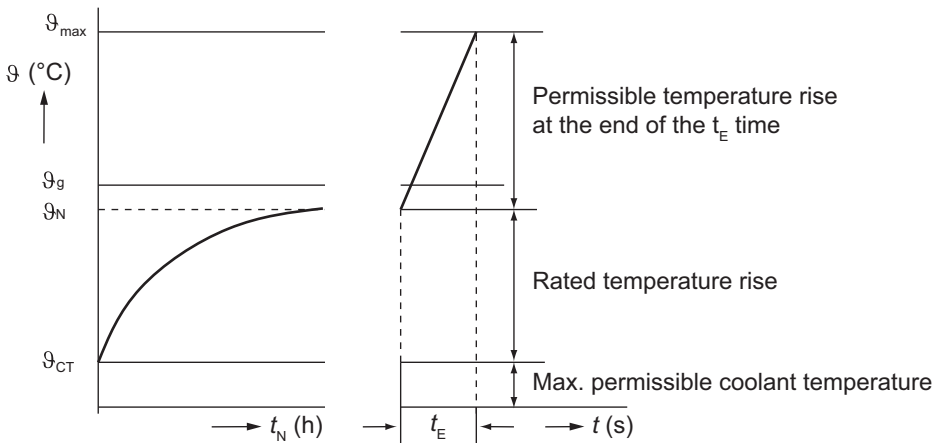 ϑmax
ϑ (°C)
ϑg
ϑN
ϑCT
tN (h)
tE
t (s)
Permissible temperature rise
at the end of the tE time
Rated temperature rise
Max. permissible coolant temperature